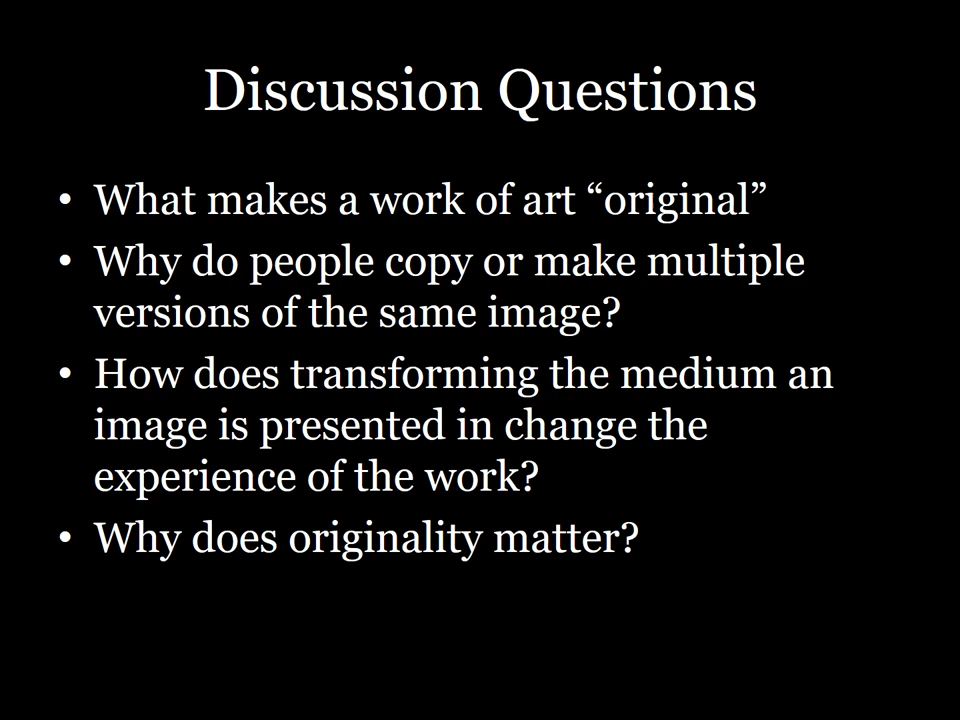 Discussion Questions
• What makes a work of art “original”
• Why do people copy or make multiple
versions of the same image?
• How does transforming the medium an
image is presented in change the
experience of the work?
• Why does originality matter?